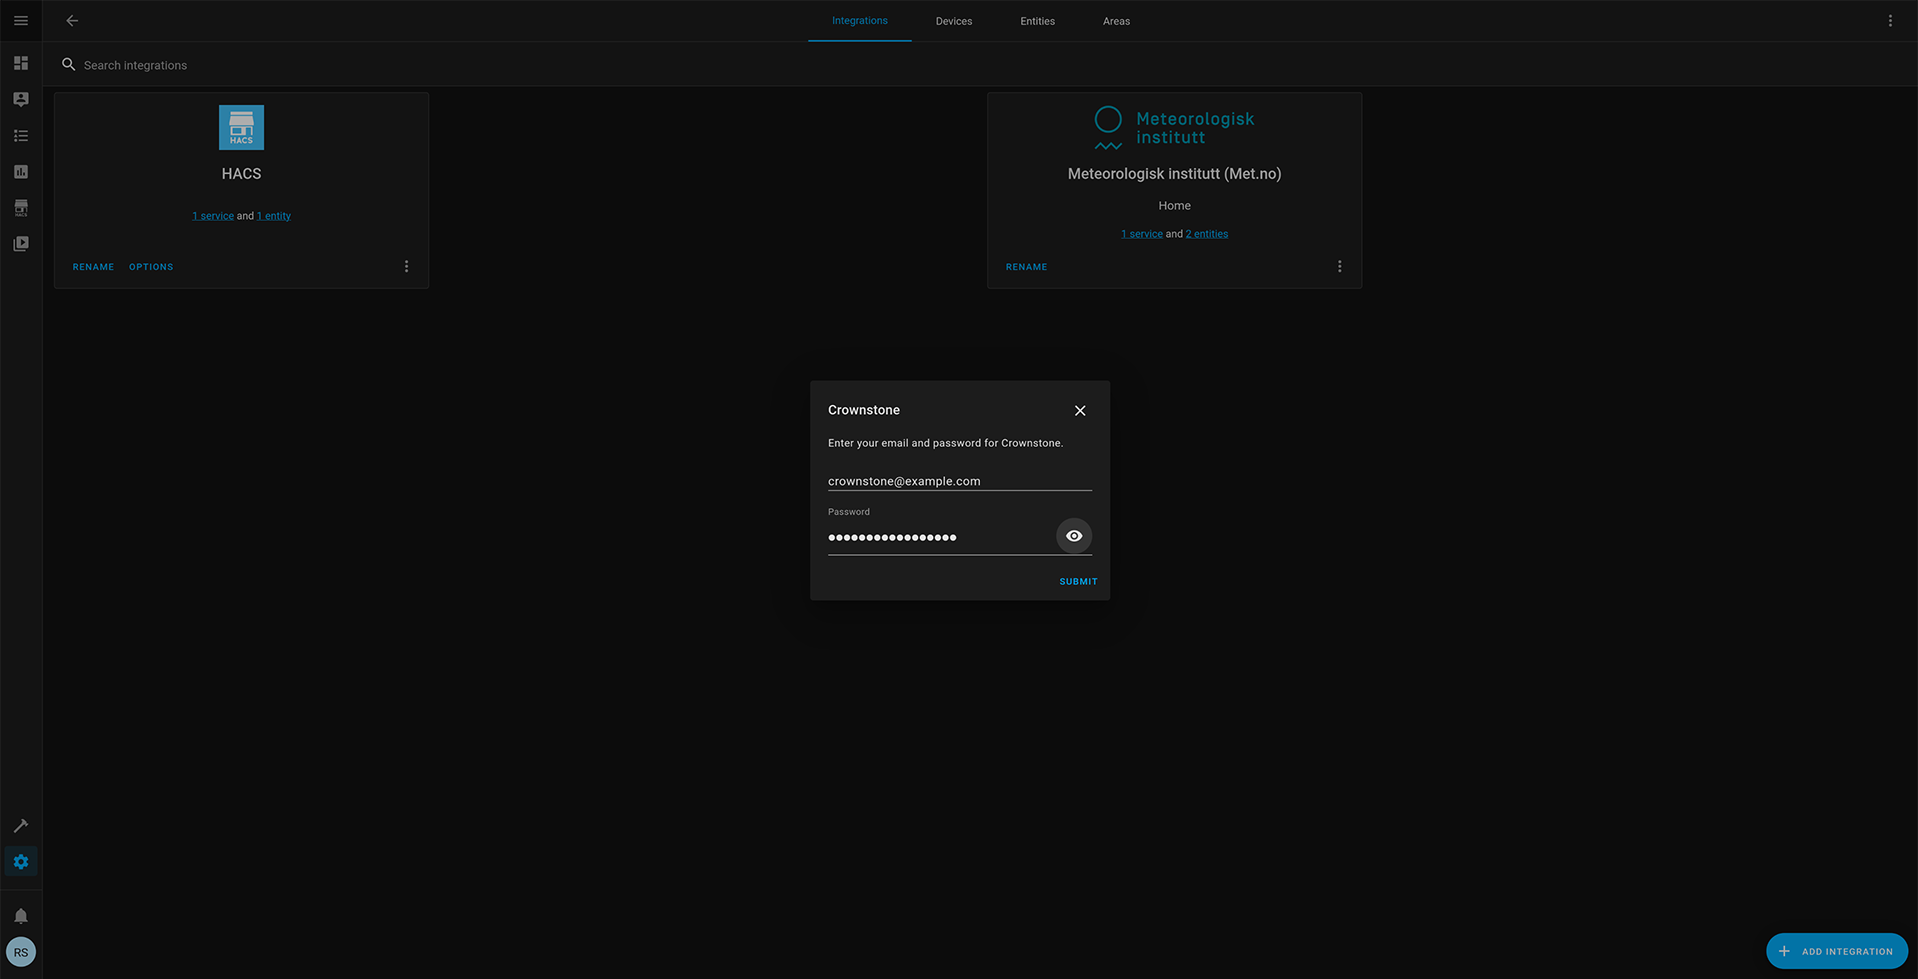 Integrations
Devices
Entities
Areas
Search integrations
HACS
HACS
1 service and 1 entity
RENAME
OPTIONS
Meteorologisk
institutt
Meteorologisk institutt (Met.no)
Home
1 service and 2 entities
RENAME
Crownstone
Enter your email and password for Crownstone.
crownstone@example.com
Password
•••••••••••••••••
SUBMIT
HACS
RS
ADD INTEGRATION